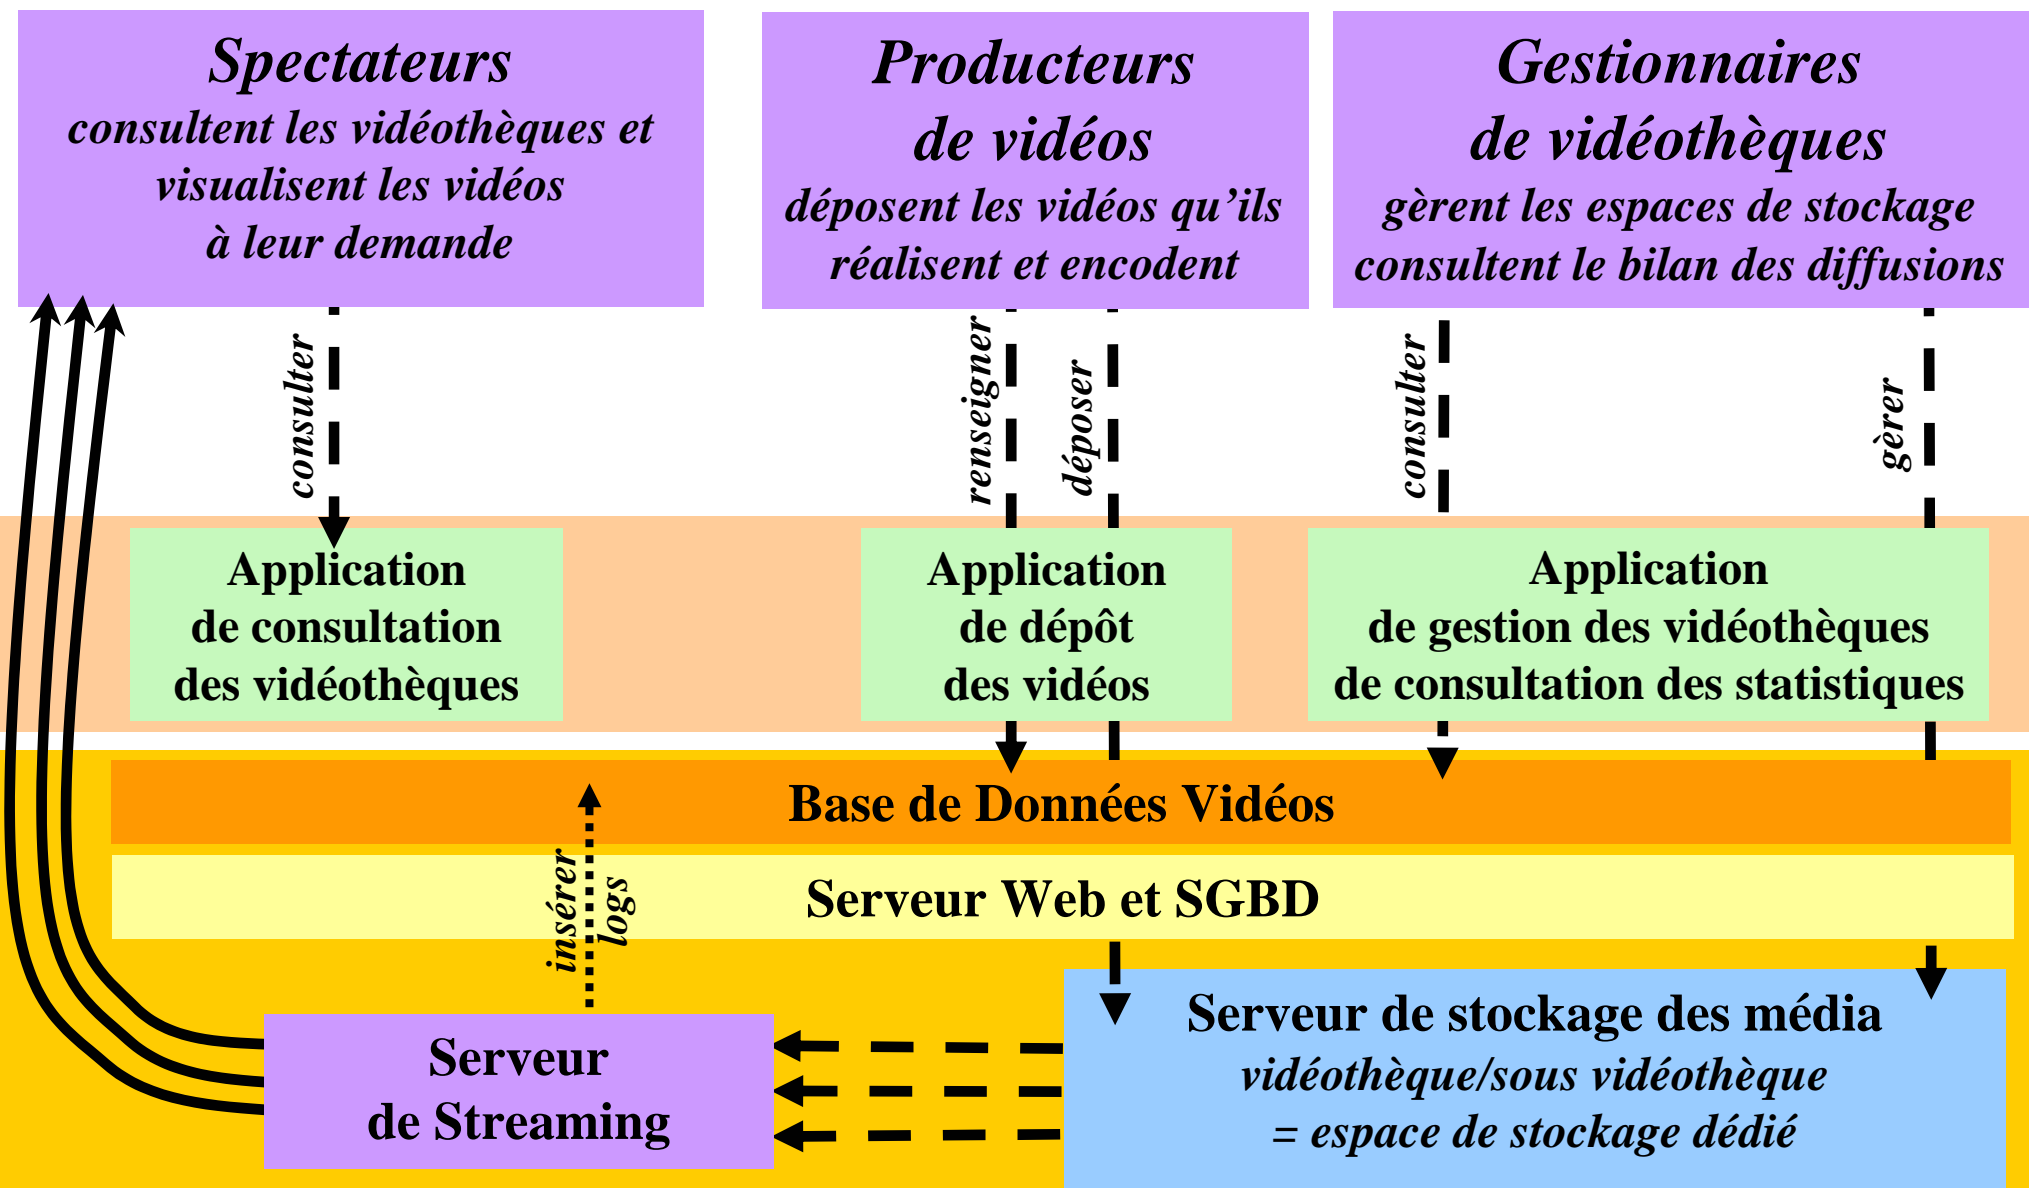 Spectateurs
consultent les vidéothèques et
visualisent les vidéos
à leur demande
Producteurs
de vidéos
déposent les vidéos qu’ils
réalisent et encodent
Gestionnaires
de vidéothèques
gèrent les espaces de stockage
consultent le bilan des diffusions
consulter
renseigner
déposer
consulter
gèrer
Application
de consultation
des vidéothèques
Application
de dépôt
des vidéos
Application
de gestion des vidéothèques
de consultation des statistiques
Base de Données Vidéos
Serveur Web et SGBD
insérer
logs
Serveur
de Streaming
Serveur de stockage des média
vidéothèque/sous vidéothèque
= espace de stockage dédié